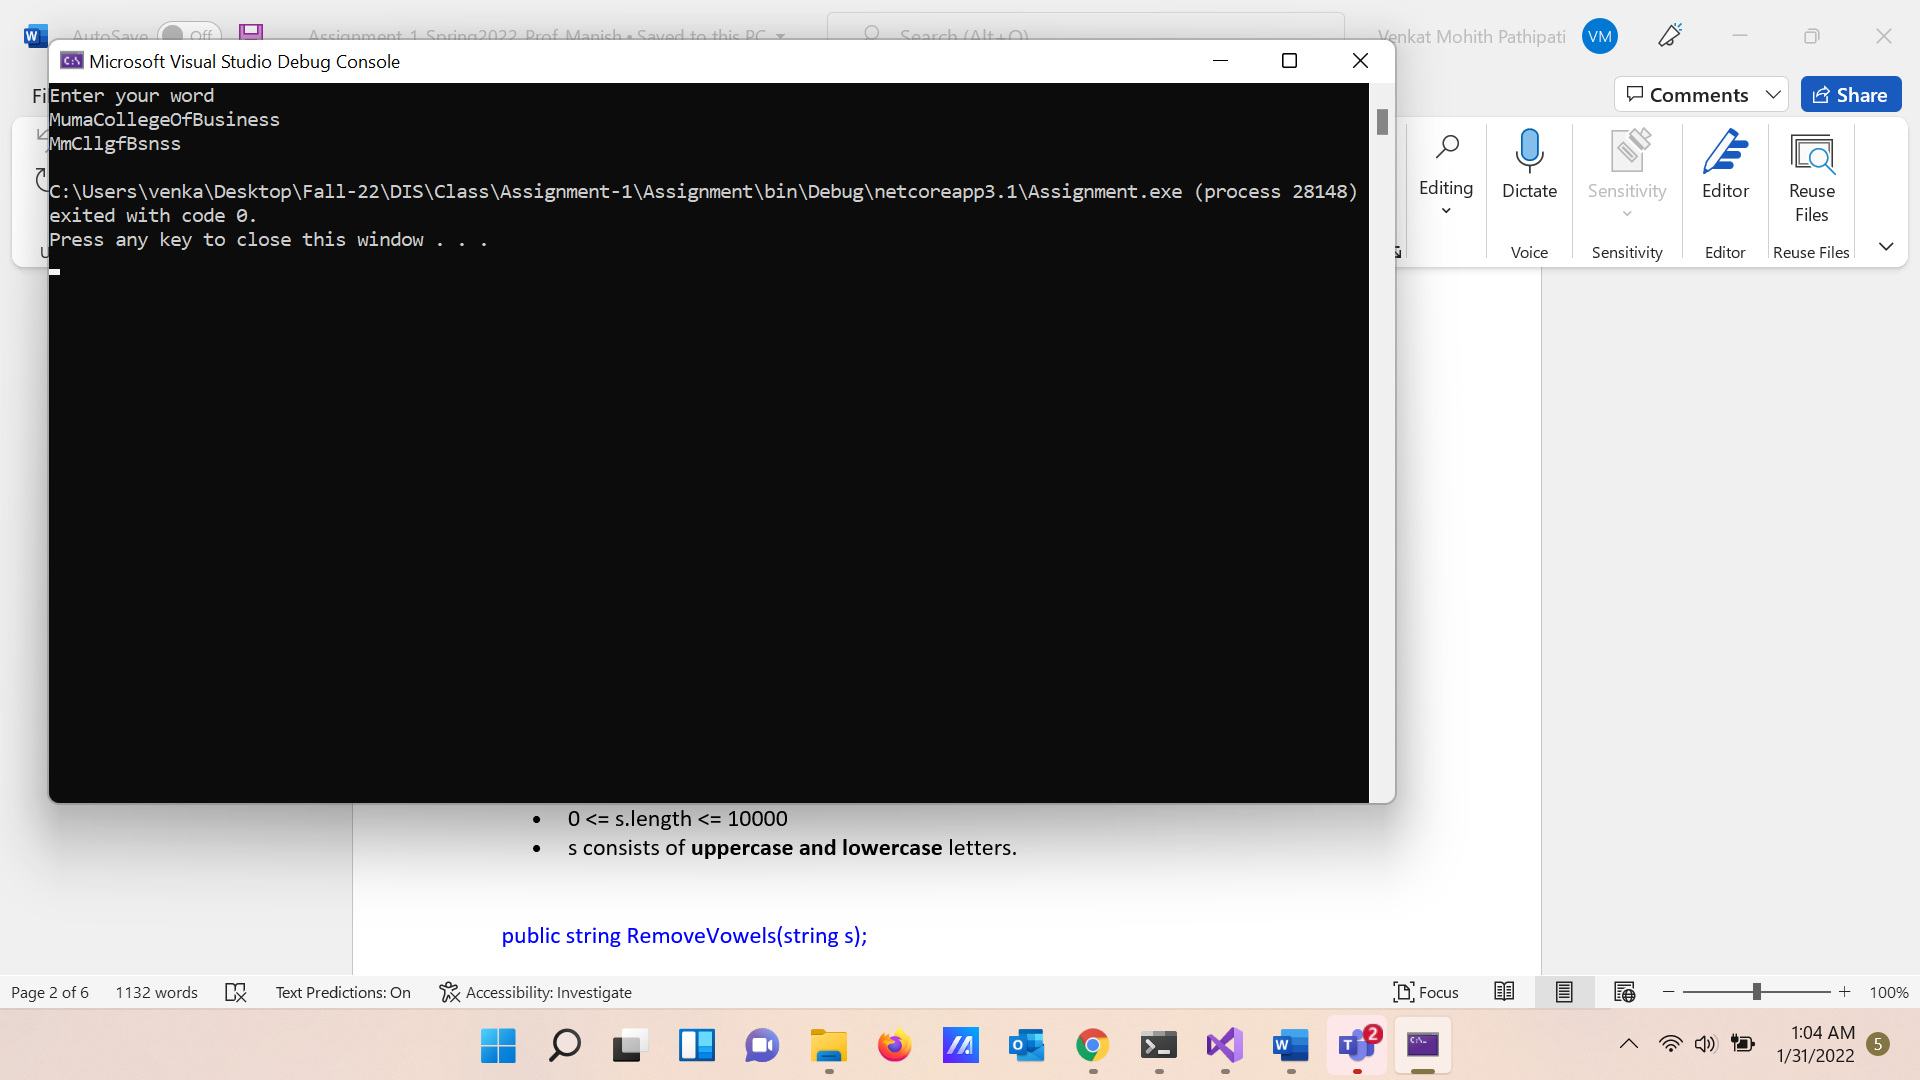 AutoSave Off Assignment_1_Spring2022_Prof_Manish • Saved to this PC Search (Alt+Q) Venkat Mohith Pathipati VM
Microsoft Visual Studio Debug Console
Fi
Comments Share
Enter your word
MumaCollegeOfBusiness
MmCllgfBsnss
C:\Users\venka\Desktop\Fall-22\DIS\Class\Assignment-1\Assignment\bin\Debug\netcoreapp3.1\Assignment.exe (process 28148)
exited with code 0.
Press any key to close this window . . .
Editing Dictate Sensitivity Editor Reuse Files
Voice Sensitivity Editor Reuse Files
• 0 <= s.length <= 10000
• s consists of uppercase and lowercase letters.
public string RemoveVowels(string s);
Page 2 of 6 1132 words Text Predictions: On Accessibility: Investigate Focus 100%
2
1:04 AM
1/31/2022 5